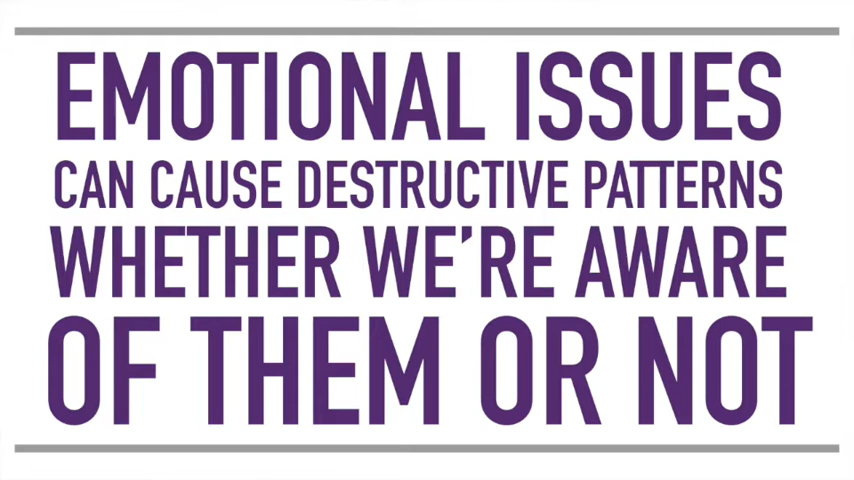 EMOTIONAL ISSUES
CAN CAUSE DESTRUCTIVE PATTERNS
WHETHER WE’RE AWARE
OF THEM OR NOT